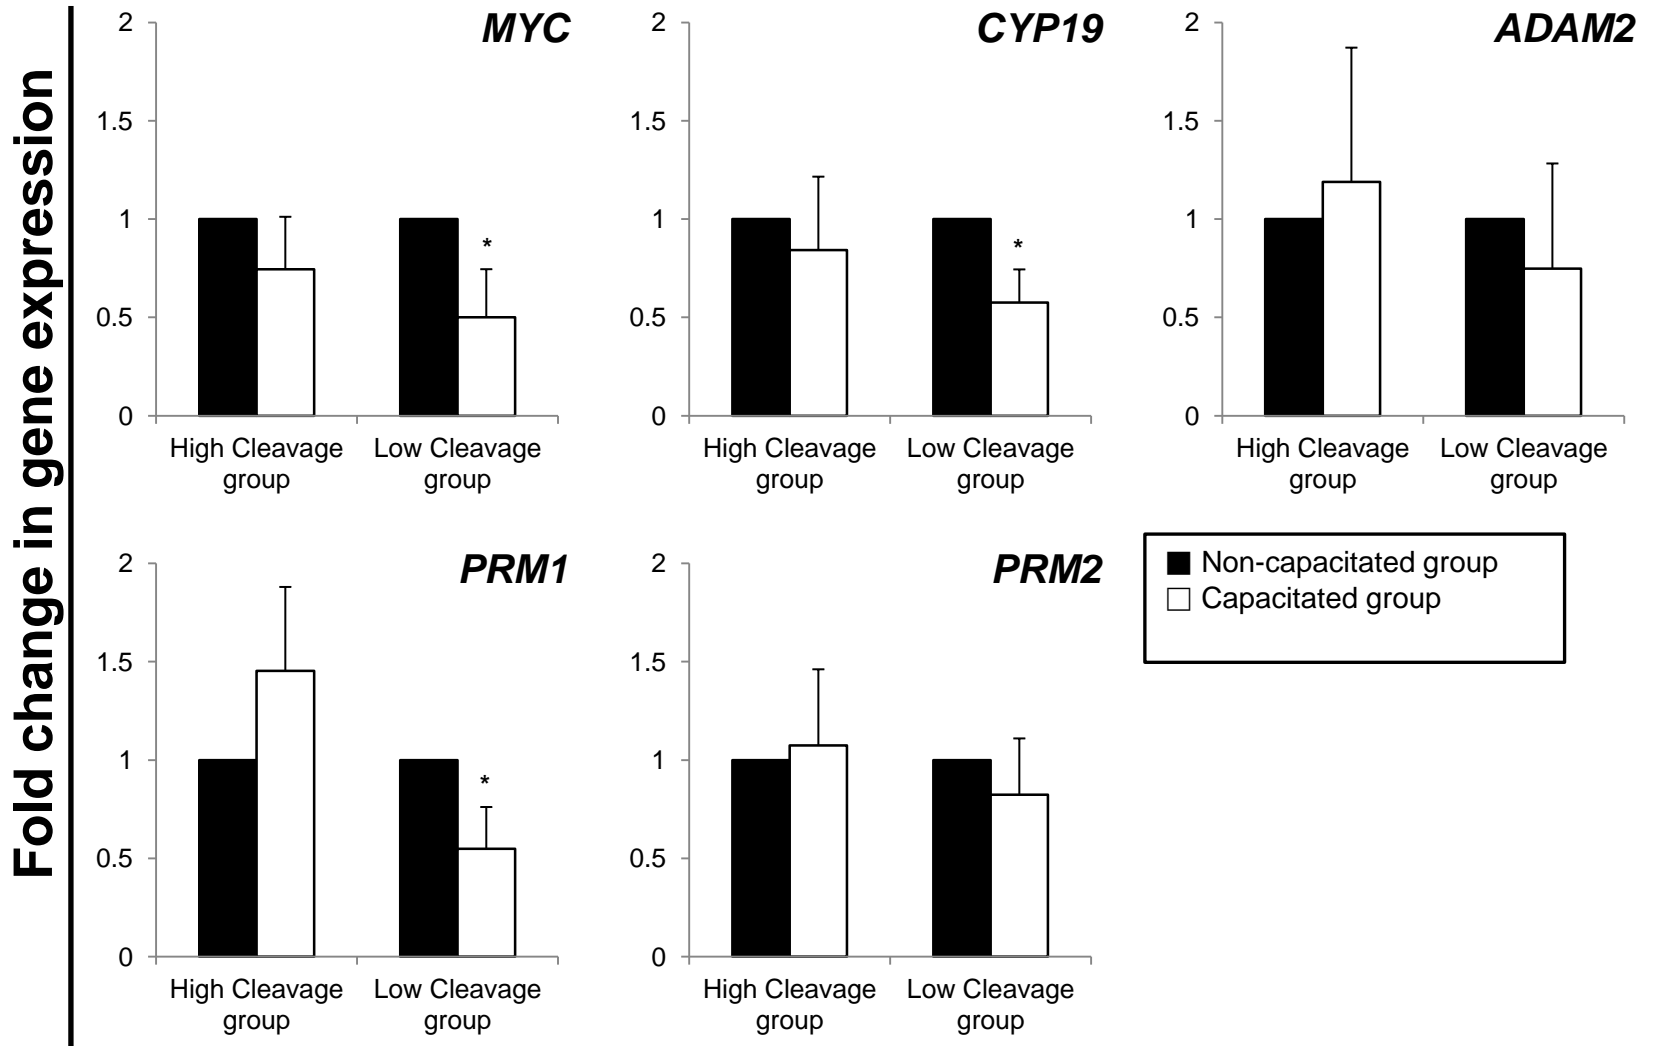 Fold change in gene expression
MYC
2
1.5
1
0.5
0
*
High Cleavage
group
Low Cleavage
group
CYP19
2
1.5
1
0.5
0
*
High Cleavage
group
Low Cleavage
group
ADAM2
2
1.5
1
0.5
0
High Cleavage
group
Low Cleavage
group
PRM1
2
1.5
1
0.5
0
*
High Cleavage
group
Low Cleavage
group
PRM2
2
1.5
1
0.5
0
High Cleavage
group
Low Cleavage
group
Non-capacitated group
Capacitated group